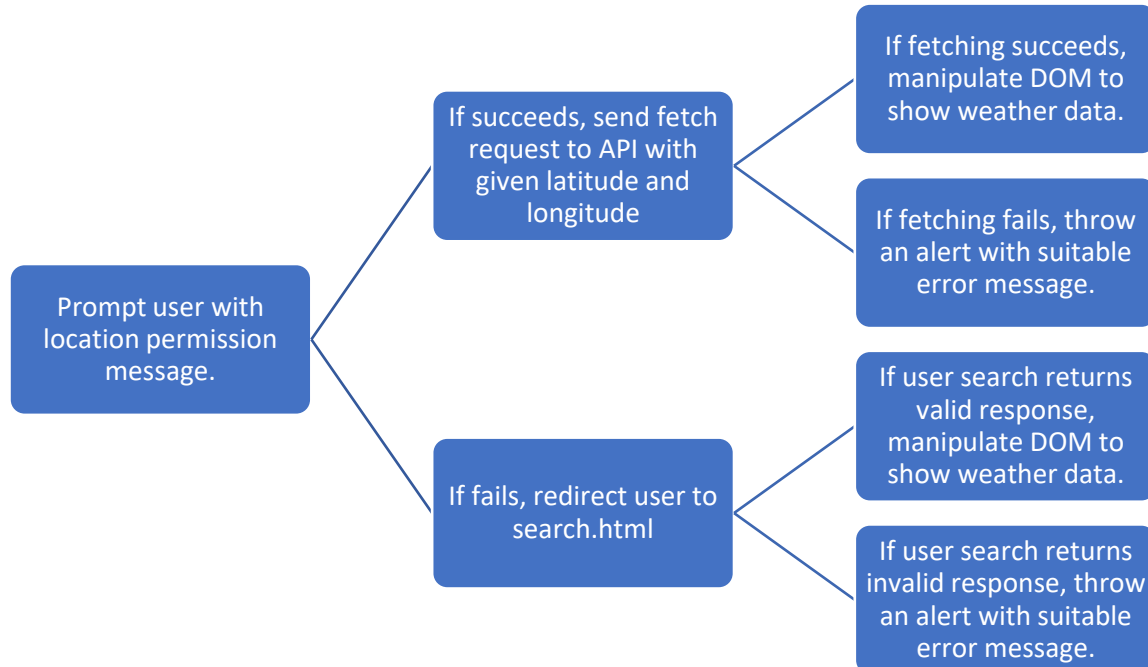 Prompt user with
location permission
message.
If succeeds, send fetch
request to API with
given latitude and
longitude
If fails, redirect user to
search.html
If fetching succeeds,
manipulate DOM to
show weather data.
If fetching fails, throw
an alert with suitable
error message.
If user search returns
valid response,
manipulate DOM to
show weather data.
If user search returns
invalid response, throw
an alert with suitable
error message.